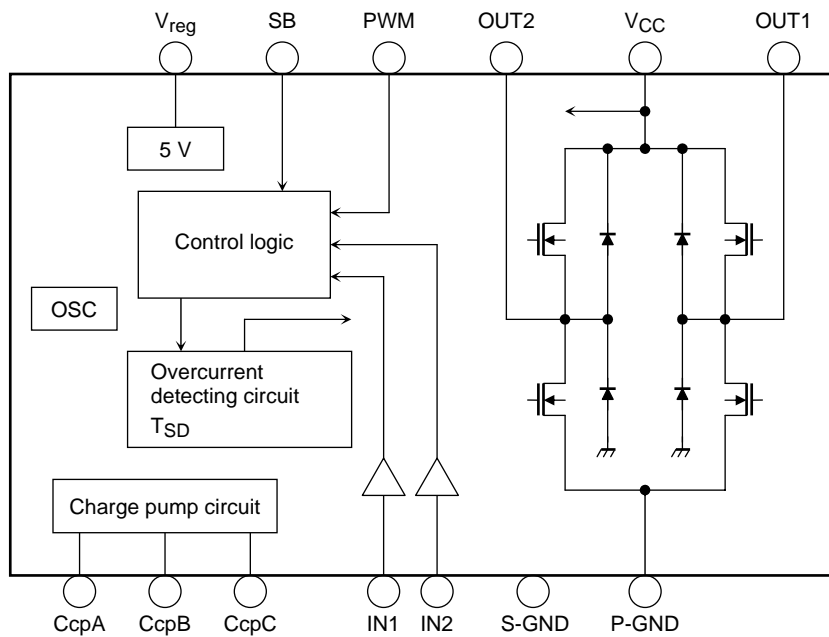 Vreg SB PWM OUT2 VCC OUT1
5 V
Control logic
OSC
Overcurrent
detecting circuit
TSD
Charge pump circuit
CcpA CcpB CcpC IN1 IN2 S-GND P-GND